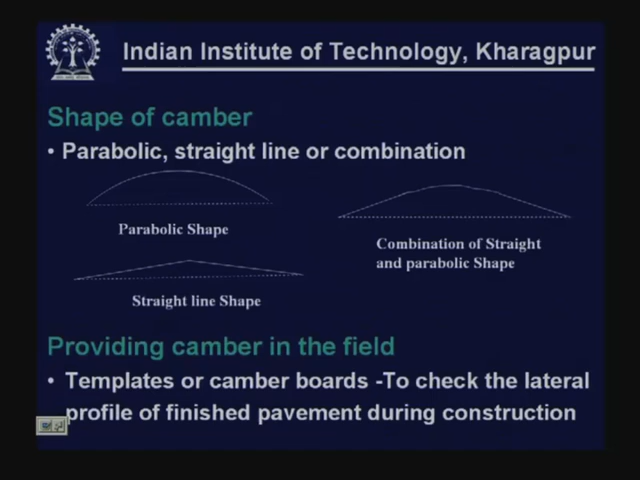 Indian Institute of Technology, Kharagpur
Shape of camber
• Parabolic, straight line or combination
Parabolic Shape
Combination of Straight
and parabolic Shape
Straight line Shape
Providing camber in the field
• Templates or camber boards -To check the lateral
profile of finished pavement during construction